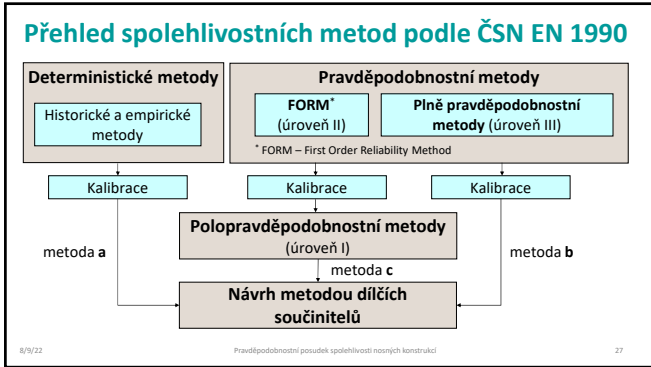 Přehled spolehlivostních metod podle ČSN EN 1990
Deterministické metody
Historické a empirické
metody
Pravděpodobnostní metody
FORM*
(úroveň II)
Plně pravděpodobnostní
metody (úroveň III)
* FORM – First Order Reliability Method
Kalibrace
Kalibrace
Kalibrace
Polopravděpodobnostní metody
(úroveň I)
metoda a
metoda b
metoda c
Návrh metodou dílčích
součinitelů
8/9/22
Pravděpodobnostní posudek spolehlivosti nosných konstrukcí
27